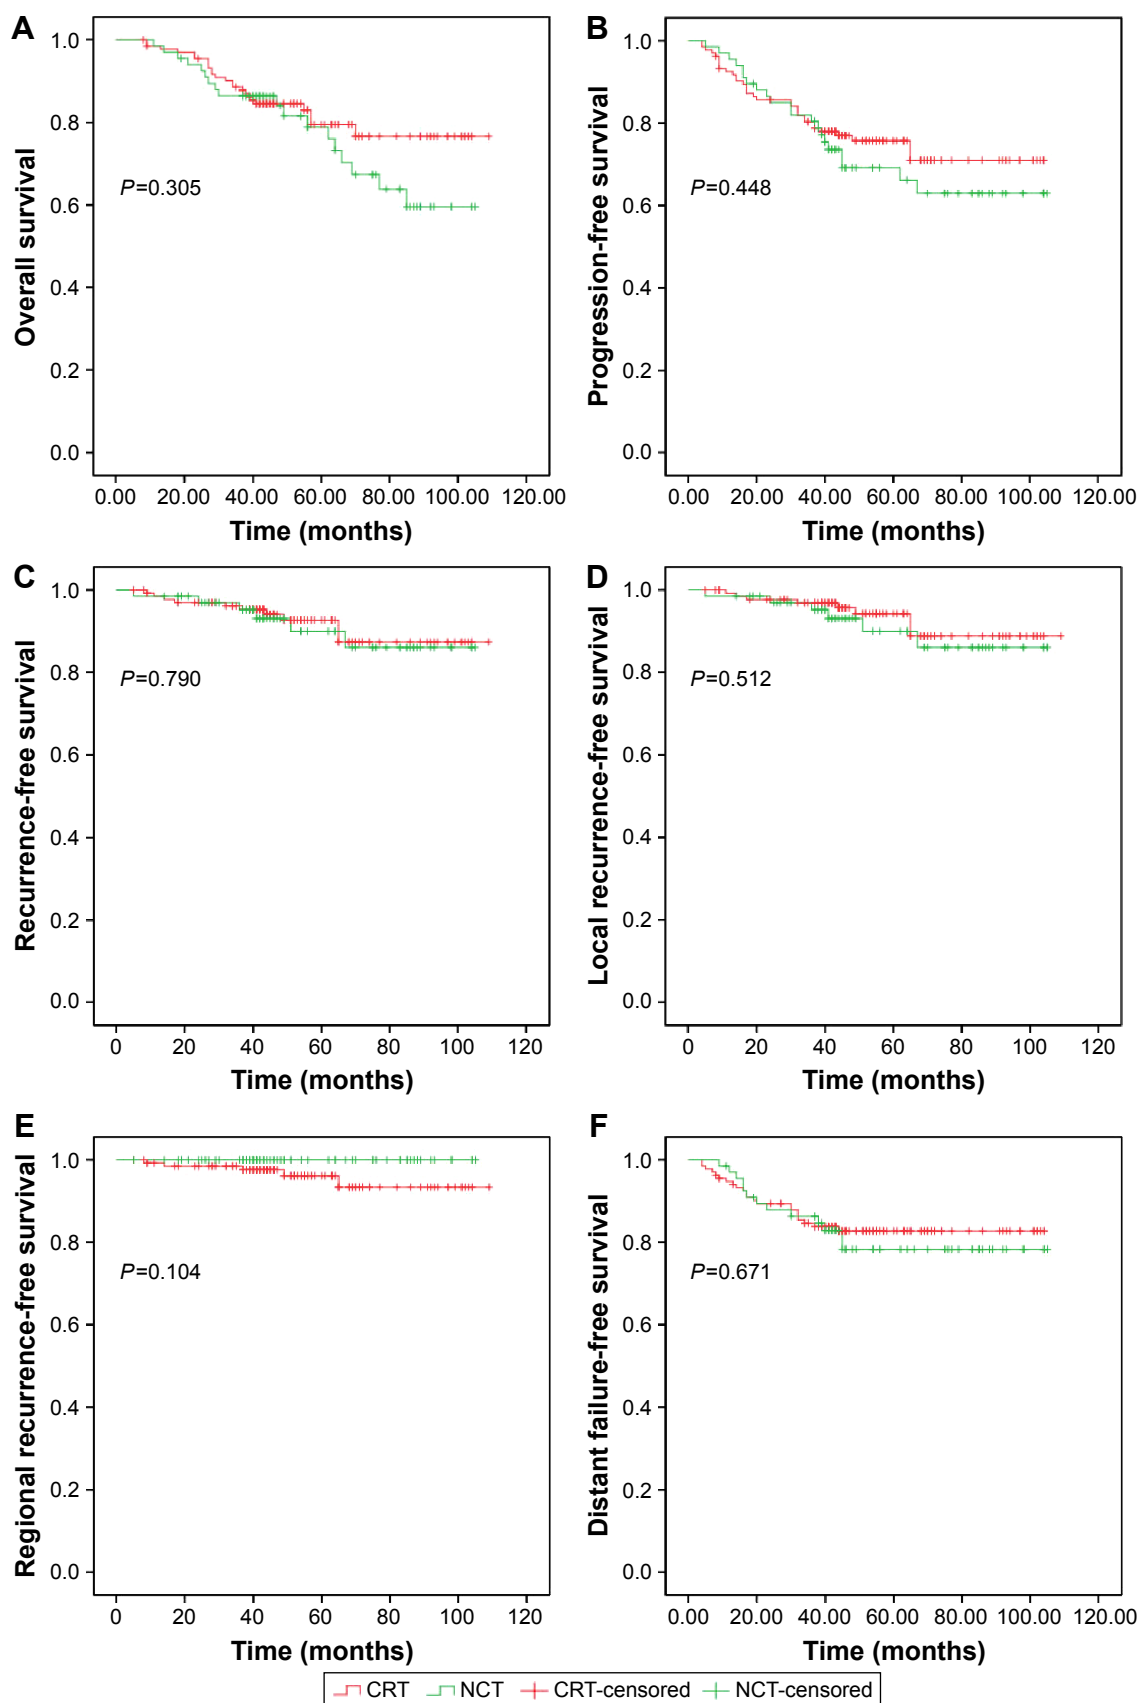 A
Overall survival
1.0
0.8
0.6
0.4
0.2
0.0
P=0.305
0.00 20.00 40.00 60.00 80.00 100.00 120.00
Time (months)
B
Progression-free survival
1.0
0.8
0.6
0.4
0.2
0.0
P=0.448
0.00 20.00 40.00 60.00 80.00 100.00 120.00
Time (months)
C
Recurrence-free survival
1.0
0.8
0.6
0.4
0.2
0.0
P=0.790
0 20 40 60 80 100 120
Time (months)
D
Local recurrence-free survival
1.0
0.8
0.6
0.4
0.2
0.0
P=0.512
0 20 40 60 80 100 120
Time (months)
E
Regional recurrence-free survival
1.0
0.8
0.6
0.4
0.2
0.0
P=0.104
0 20 40 60 80 100 120
Time (months)
F
Distant failure-free survival
1.0
0.8
0.6
0.4
0.2
0.0
P=0.671
0.00 20.00 40.00 60.00 80.00 100.00 120.00
Time (months)
CRT NCT CRT-censored NCT-censored